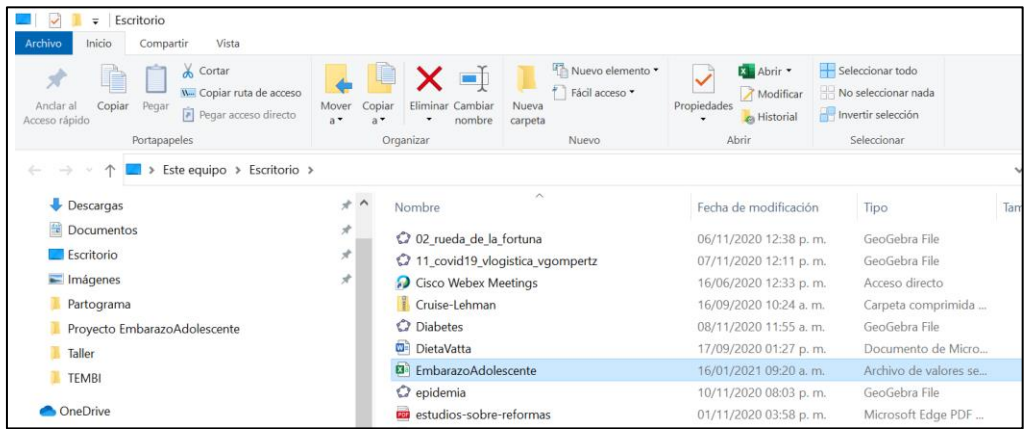 Escritorio
Archivo Inicio Compartir Vista
Anclar al Acceso rápido
Copiar
Pegar
Cortar
Copiar ruta de acceso
Pegar acceso directo
Portapapeles
Mover a
Copiar a
Eliminar
Cambiar nombre
Organizar
Nueva carpeta
Nuevo elemento
Fácil acceso
Nuevo
Propiedades
Abrir
Modificar
Historial
Abrir
Seleccionar todo
No seleccionar nada
Invertir selección
Seleccionar
Este equipo > Escritorio >
Descargas
Documentos
Escritorio
Imágenes
Partograma
Proyecto EmbarazoAdolescente
Taller
TEMBI
OneDrive
Nombre Fecha de modificación Tipo Tam
02_rueda_de_la_fortuna 06/11/2020 12:38 p. m. GeoGebra File
11_covid19_vlogistica_vgompertz 07/11/2020 12:11 p. m. GeoGebra File
Cisco Webex Meetings 16/06/2020 12:33 p. m. Acceso directo
Cruise-Lehman 16/09/2020 10:24 a. m. Carpeta comprimida ...
Diabetes 08/11/2020 11:55 a. m. GeoGebra File
DietaVatta 17/09/2020 01:27 p. m. Documento de Micro...
EmbarazoAdolescente 16/01/2021 09:20 a. m. Archivo de valores se...
epidemia 10/11/2020 08:03 p. m. GeoGebra File
estudios-sobre-reformas 01/11/2020 03:58 p. m. Microsoft Edge PDF ...